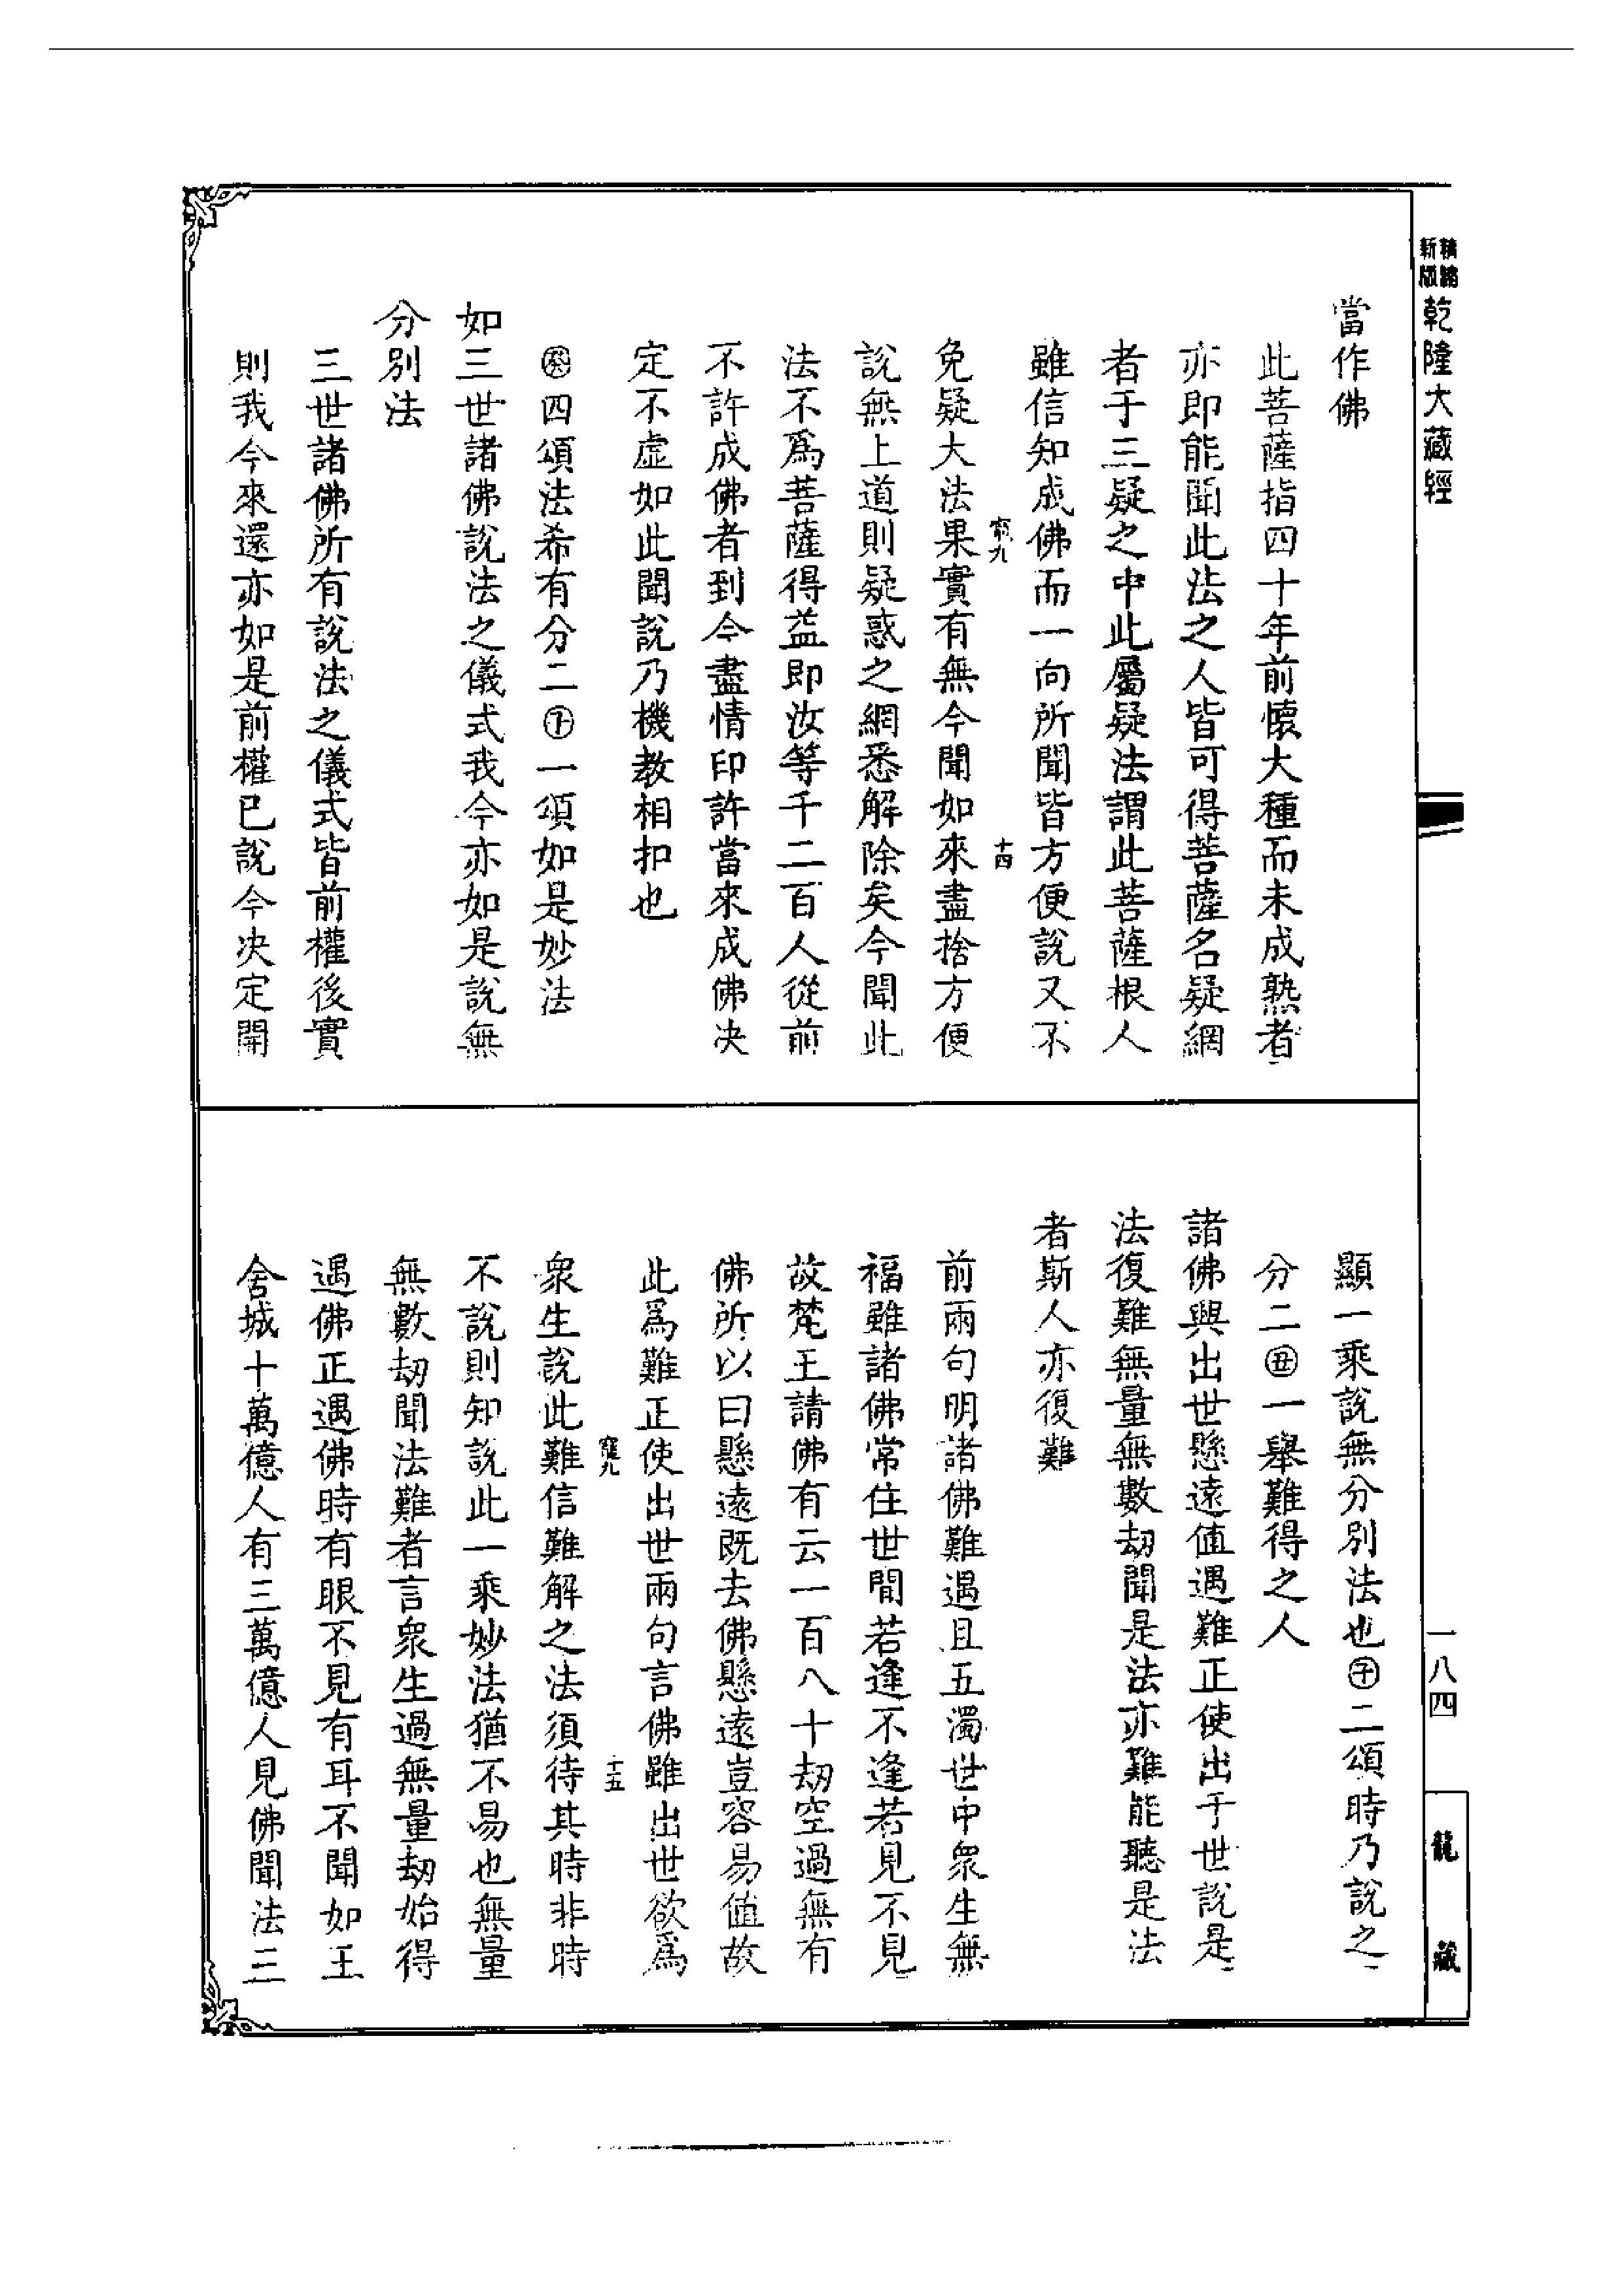 新版
精縮
乾隆大藏經
當作佛
此菩薩指四十年前懷大種而未成熟者
亦即能聞此法之人皆可得菩薩名疑網
者于三疑之中此屬疑法謂此菩薩根人
雖信知成佛而一向所聞皆方便說又不
十四
免疑大法果實有無今聞如來盡捨方便
說無上道則疑惑之網悉解除矣今聞此
法不爲菩薩得益即汝等千二百人從前
不許成佛者到今盡情印許當來成佛決
定不虛如此聞說乃機教相扣也
四頌法希有分二㊀一頌如是妙法
如三世諸佛說法之儀式我今亦如是說無
分別法
三世諸佛所有說法之儀式皆前權後實
則我今來還亦如是前權已說今決定開
顯一乘說無分別法也㊀二頌時乃說之
分二㊀一舉難得之人
諸佛興出世懸遠值遇難正使出于世說是
法復難無量無數劫聞是法亦難能聽是法
者斯人亦復難
前兩句明諸佛難遇且五濁世中衆生無
福雖諸佛常住世間若逢不逢若見不見
故梵王請佛有云一百八十劫空過無有
佛所以曰懸遠既去佛懸遠豈容易值故
此爲難正使出世兩句言佛雖出世欲爲
十五
衆生說此難信難解之法須待其時非時
不說則知說此一乘妙法猶不易也無量
無數劫聞法難者言衆生過無量劫始得
遇佛正遇佛時有眼不見有耳不聞如王
舍城十萬億人有三萬億人見佛聞法三
一八四
龍藏